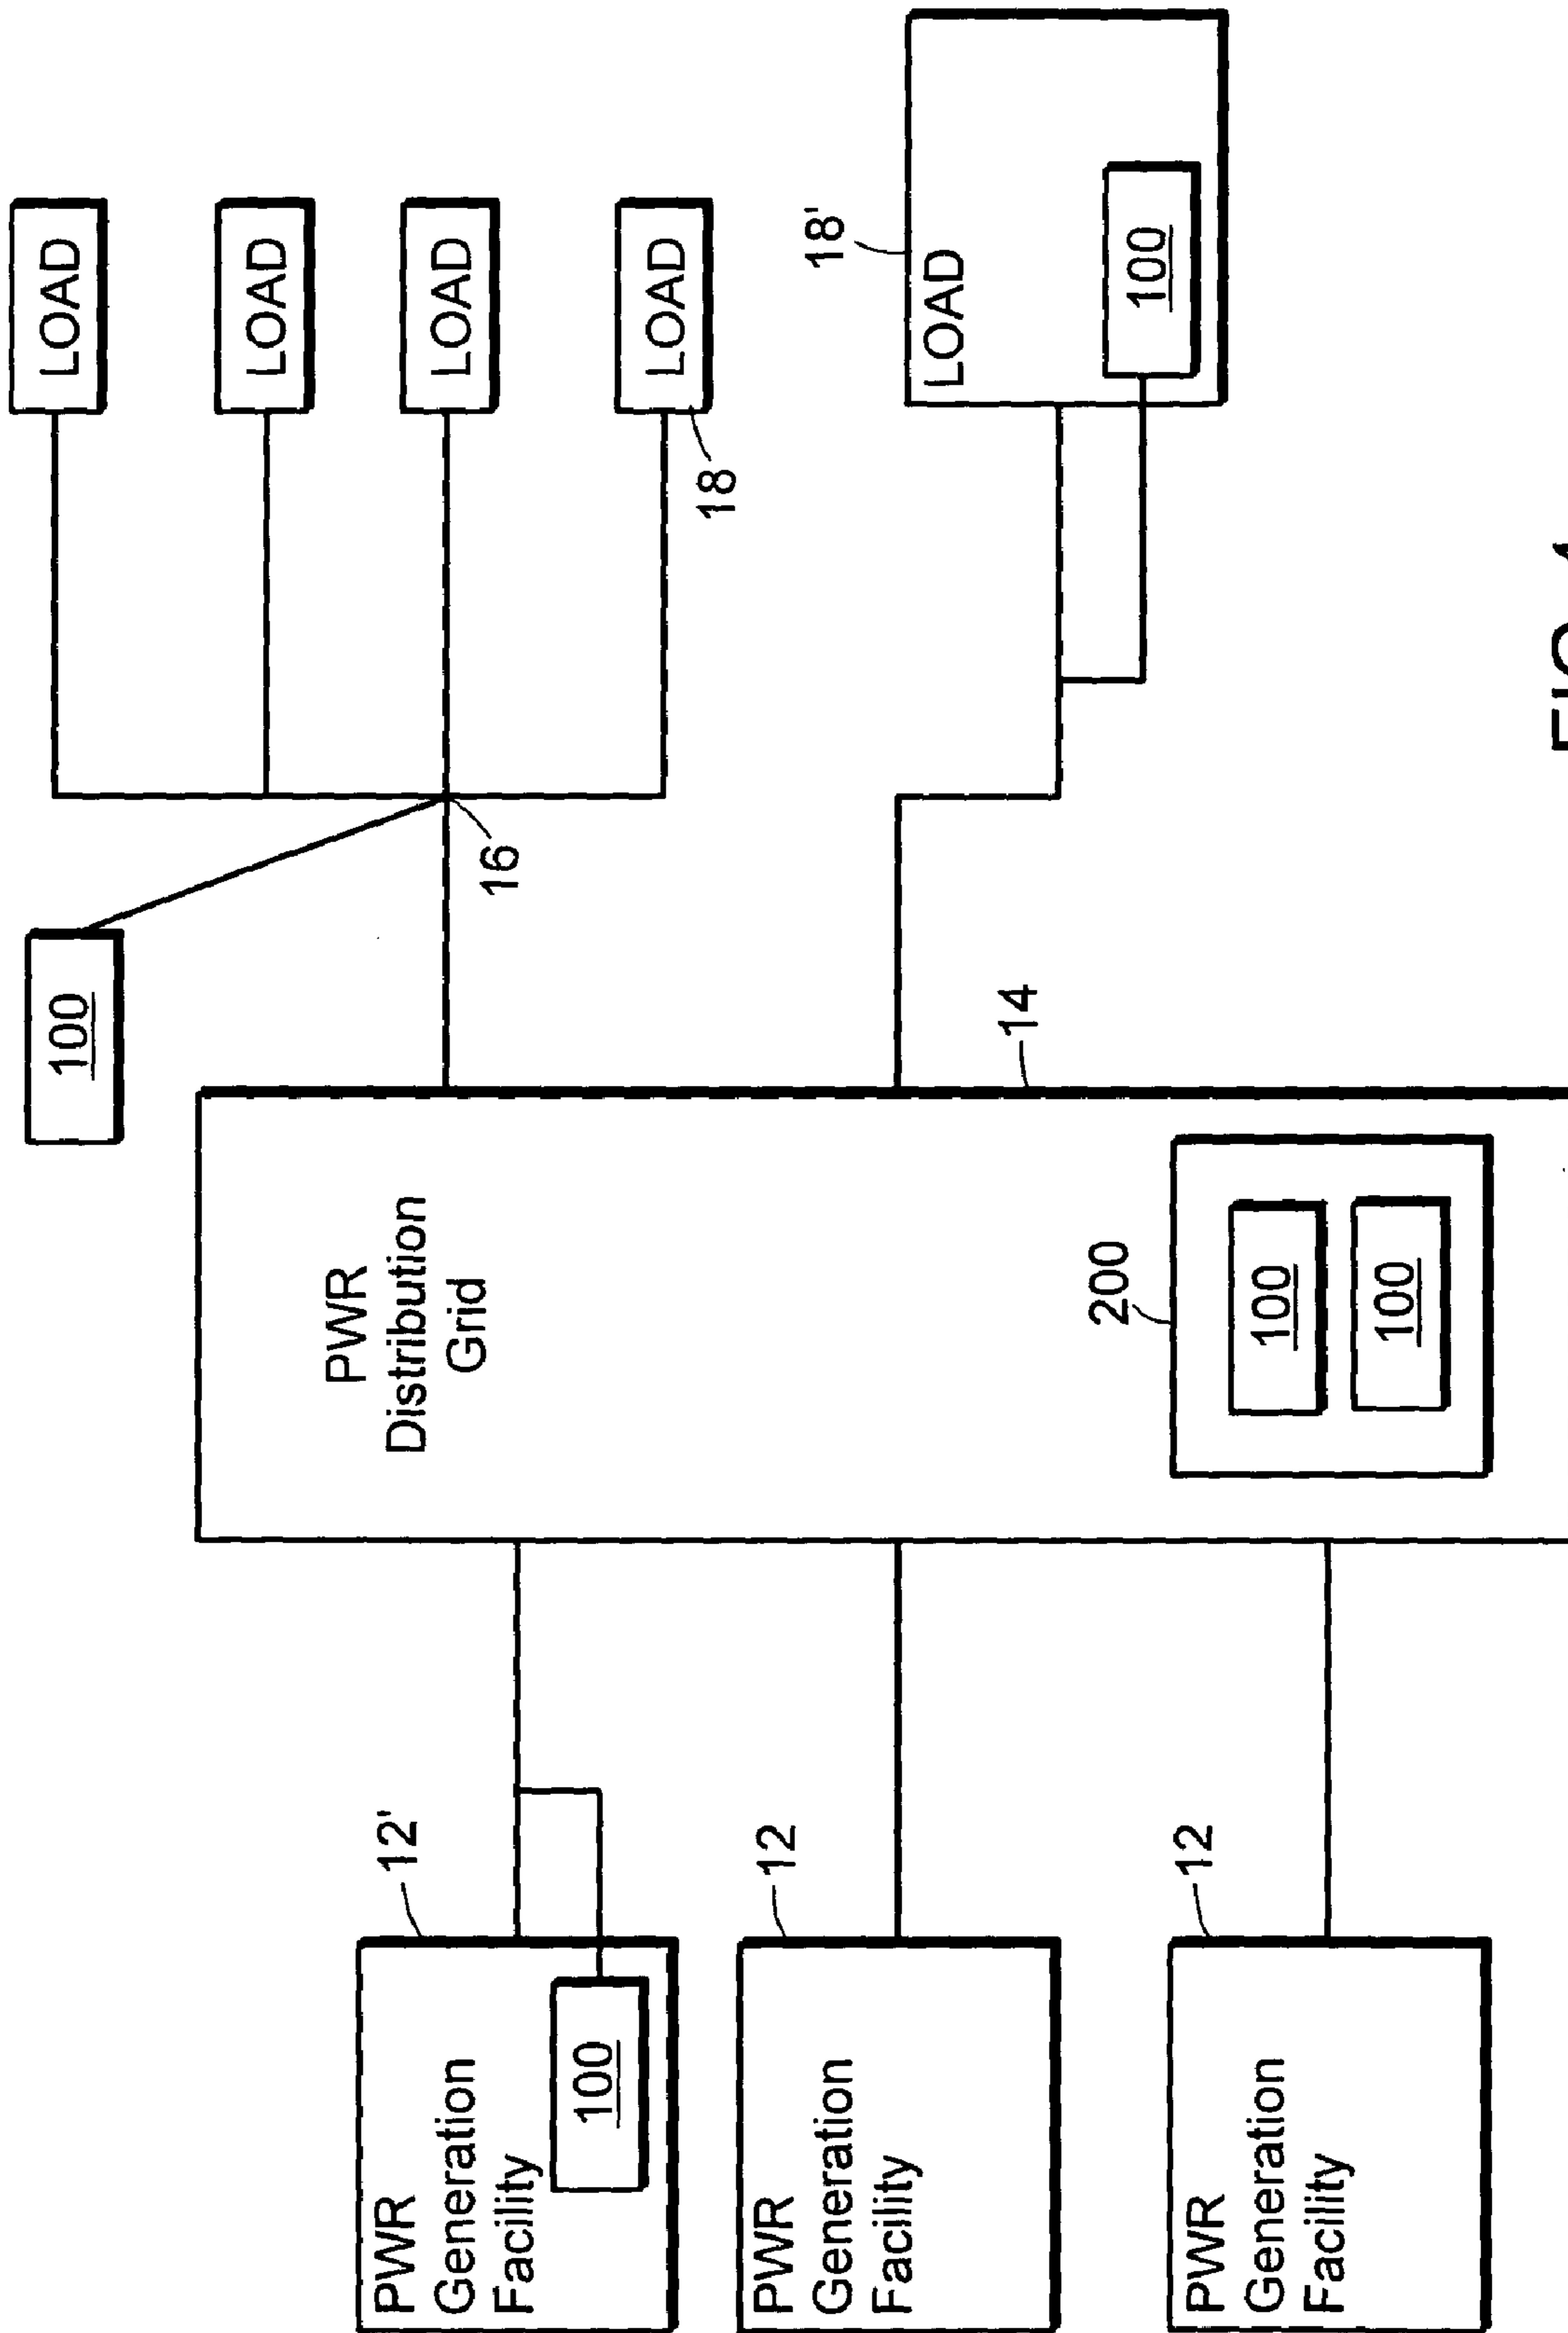 LOAD
100
LOAD
LOAD
16
LOAD
18
PWR
Distribution
Grid
12'
PWR
Generation
Facility
100
18'
LOAD
100
14
12
PWR
Generation
Facility
200
100
100
12
PWR
Generation
Facility
FIG